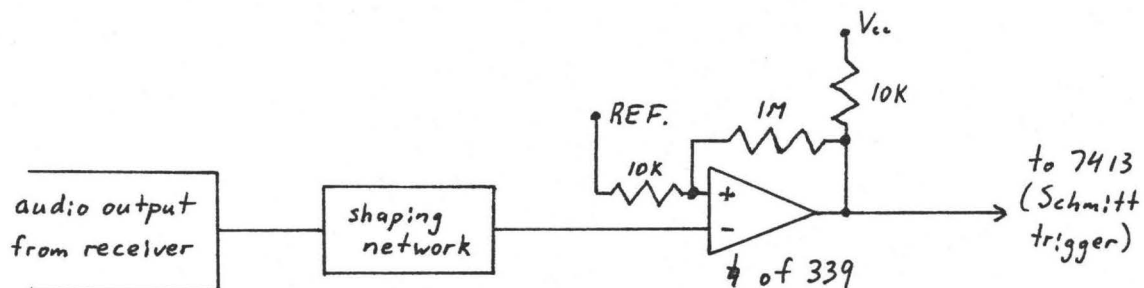 Vcc
10K
1M
REF.
10K
+
-
audio output
from receiver
shaping
network
to 7413
(Schmitt
trigger)
¼ of 339